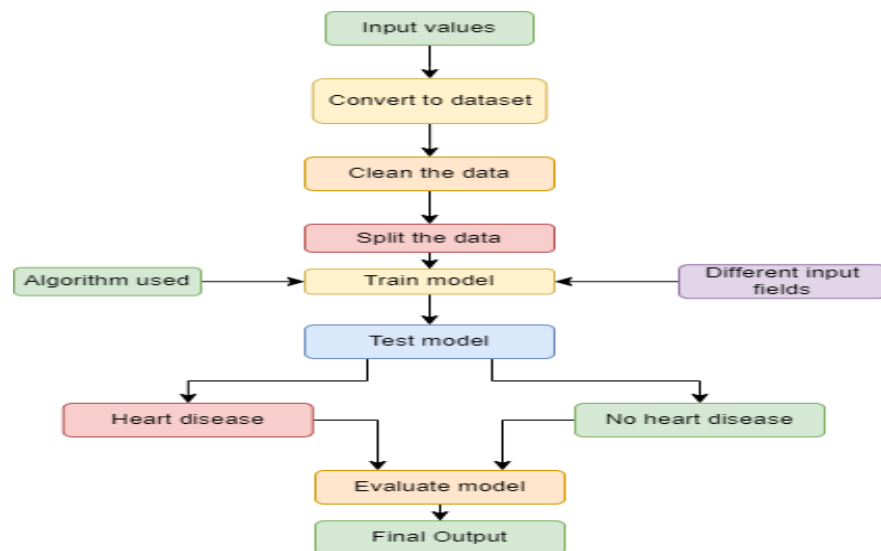 Input values
Convert to dataset
Clean the data
Split the data
Algorithm used
Train model
Different input
fields
Test model
Heart disease
No heart disease
Evaluate model
Final Output